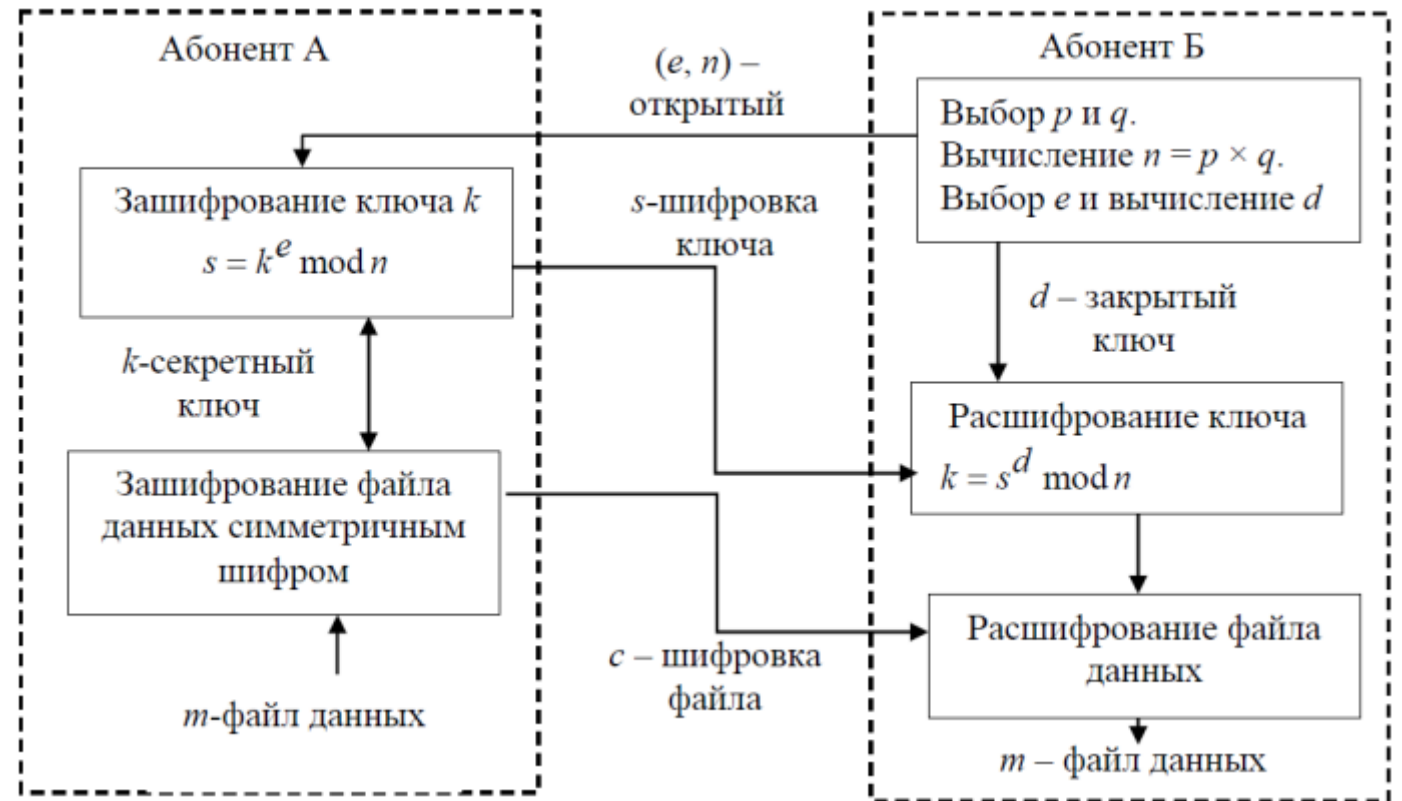 Абонент А
(e, n) –
открытый
Абонент Б
Выбор p и q.
Вычисление n = p × q.
Выбор e и вычисление d
Зашифрование ключа k
s = k^e mod n
s-шифровка
ключа
d – закрытый
ключ
k-секретный
ключ
Расшифрование ключа
k = s^d mod n
Зашифрование файла
данных симметричным
шифром
Расшифрование файла
данных
c – шифровка
файла
m-файл данных
m – файл данных